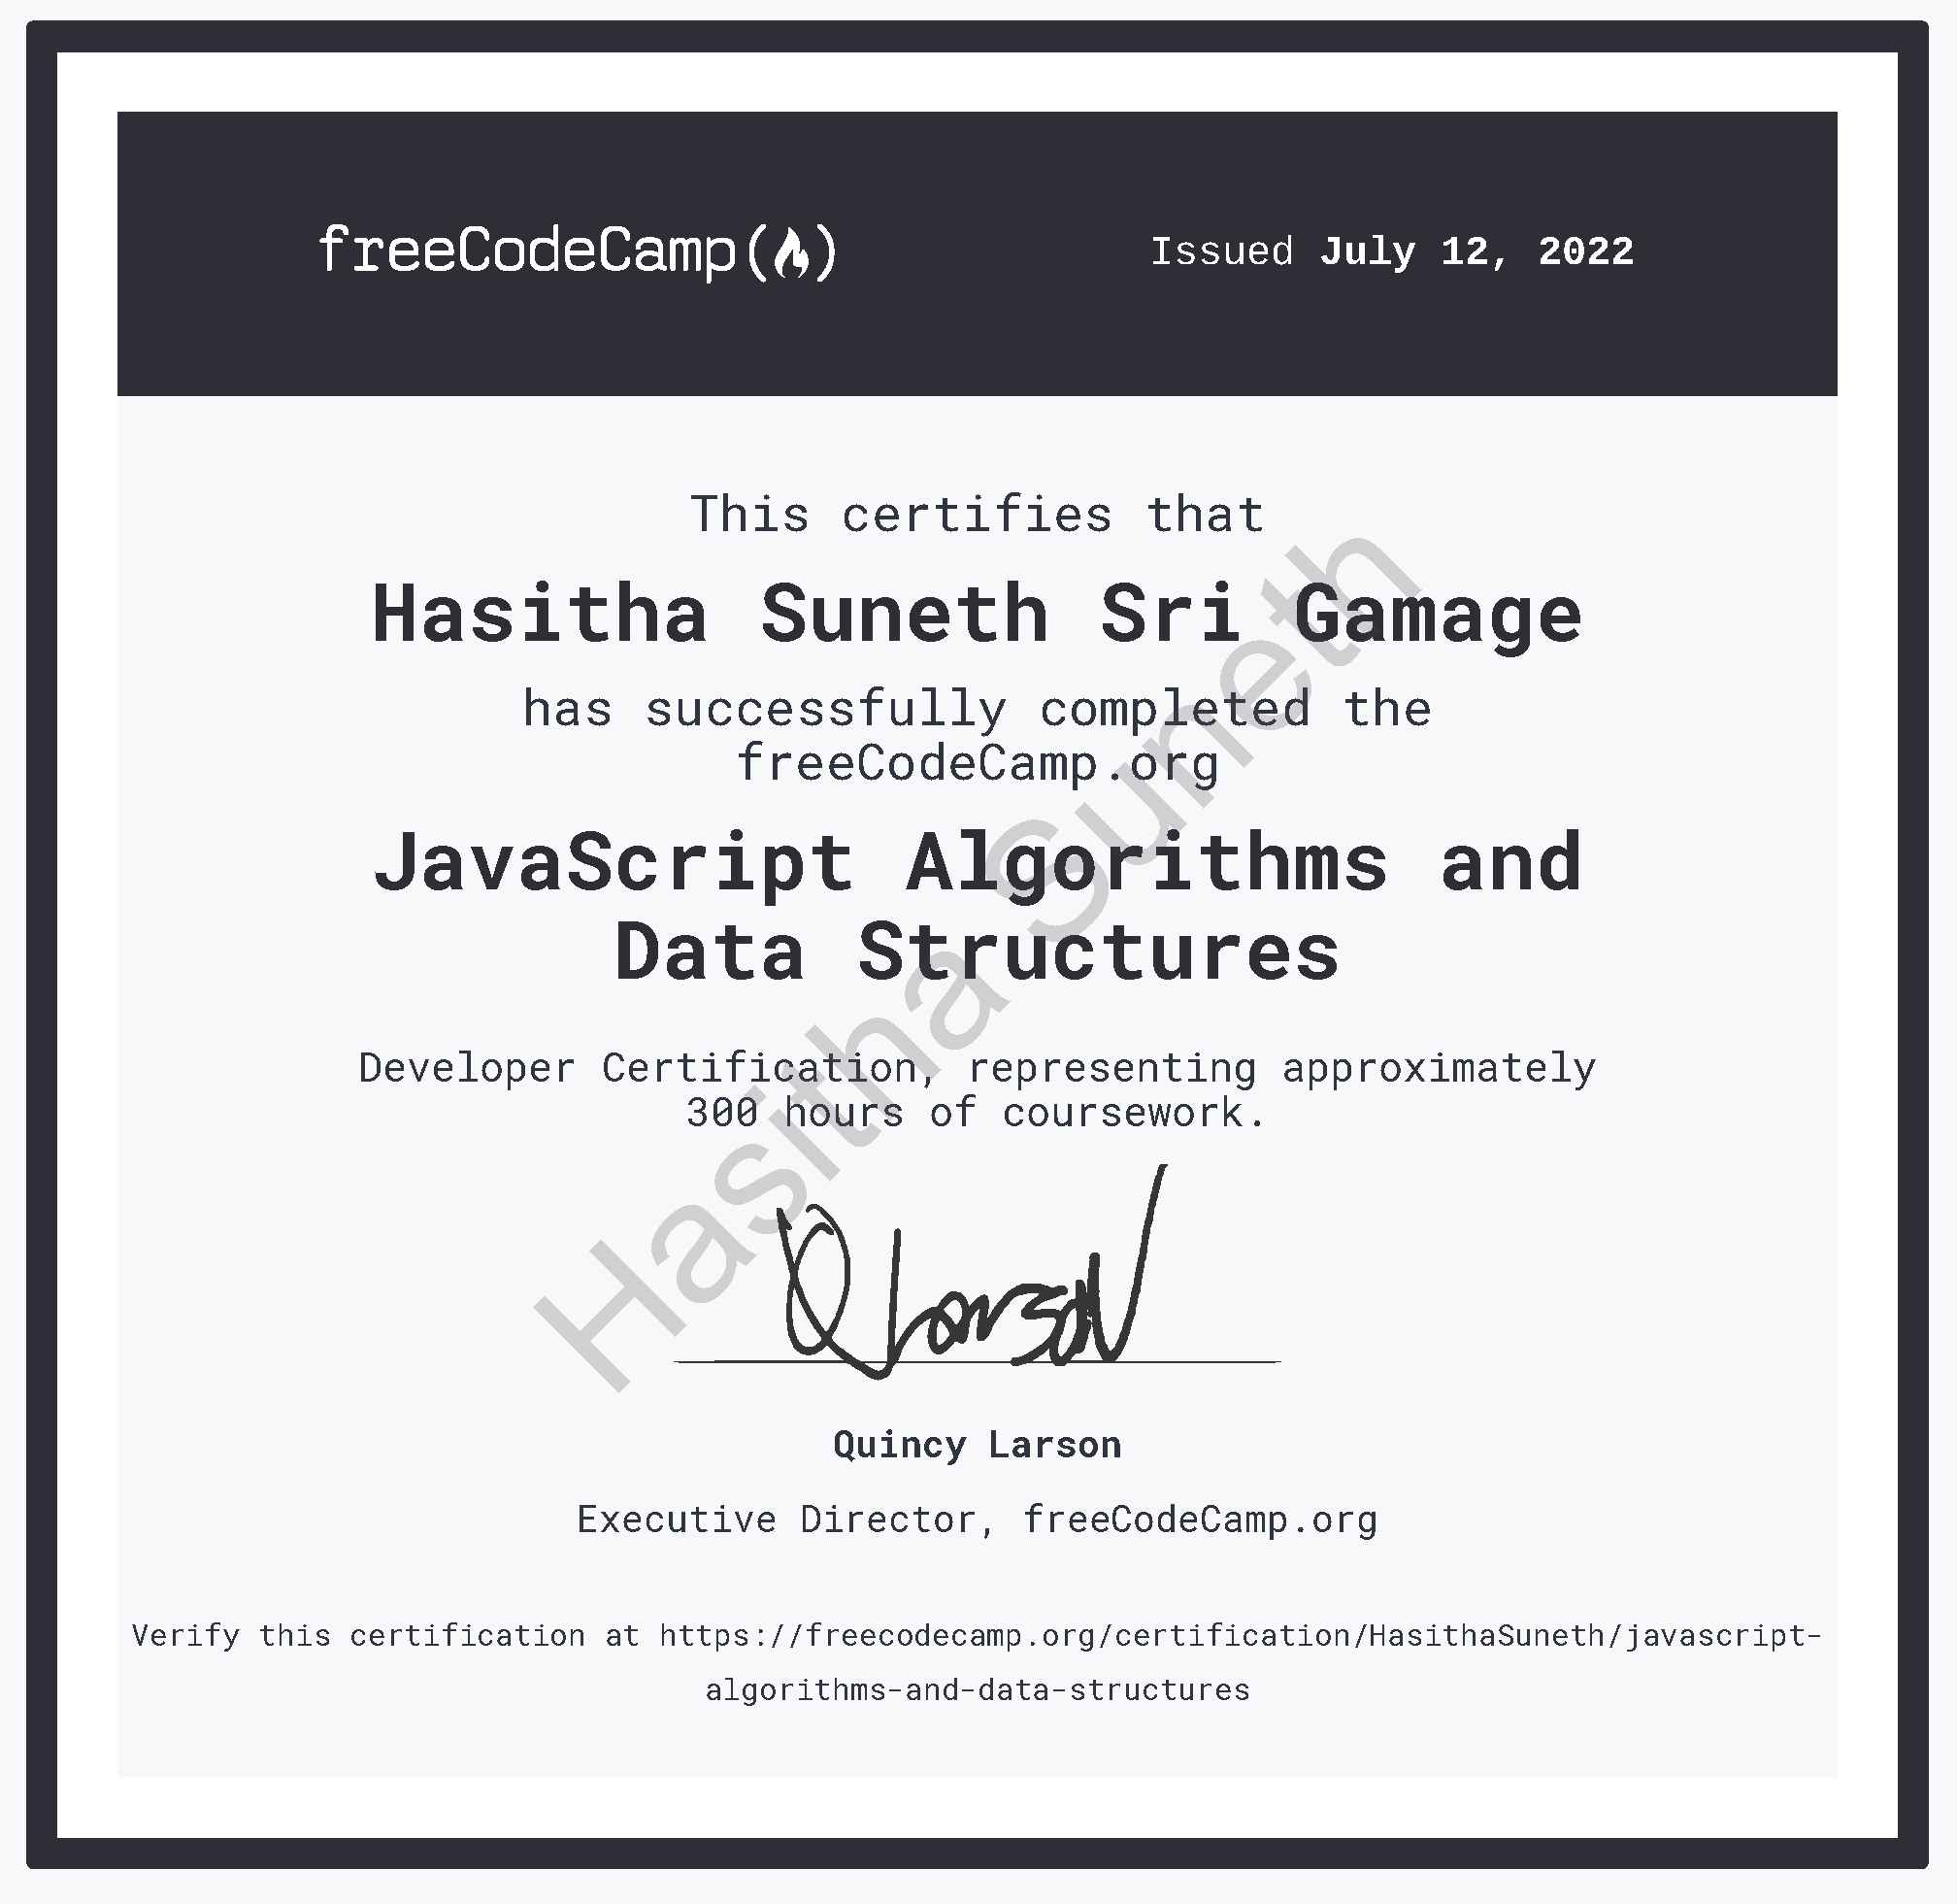 freeCodeCamp
Issued July 12, 2022
This certifies that
Hasitha Suneth Sri Gamage
has successfully completed the
freeCodeCamp.org
JavaScript Algorithms and
Data Structures
Developer Certification, representing approximately
300 hours of coursework.
Hasitha Suneth
Q Larson
Quincy Larson
Executive Director, freeCodeCamp.org
Verify this certification at https://freecodecamp.org/certification/HasithaSuneth/javascript-
algorithms-and-data-structures